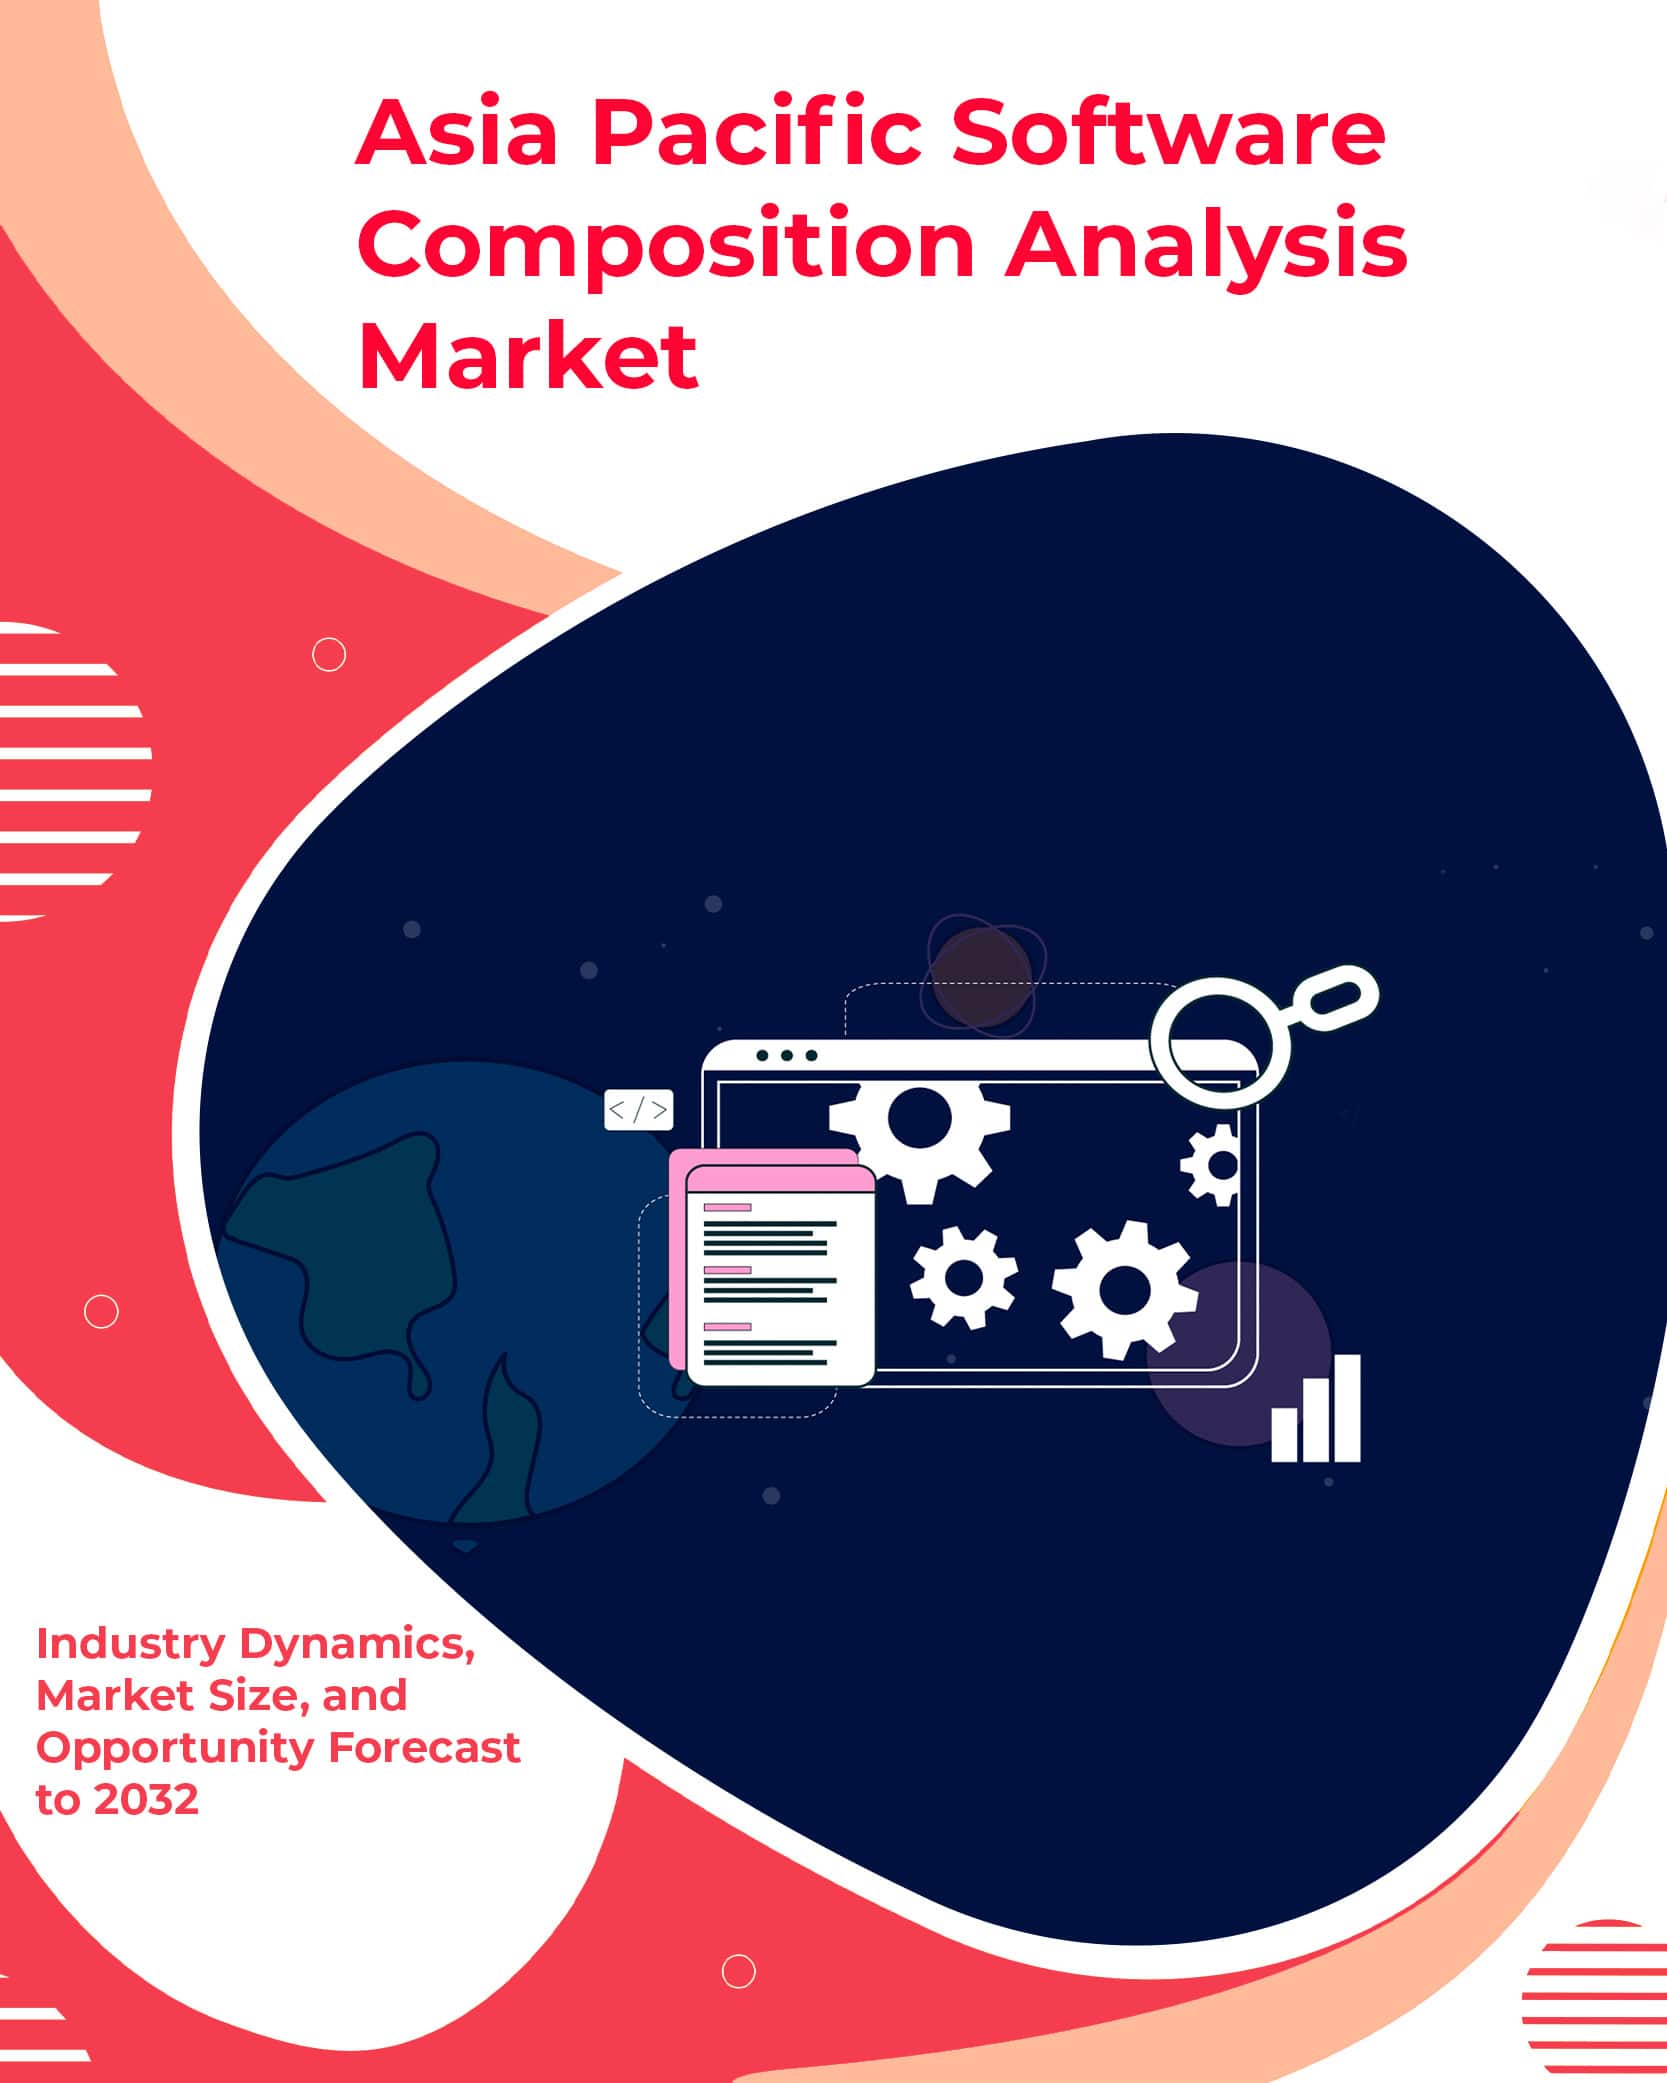 Asia Pacific Software
Composition Analysis
Market
</>
Industry Dynamics,
Market Size, and
Opportunity Forecast
to 2032